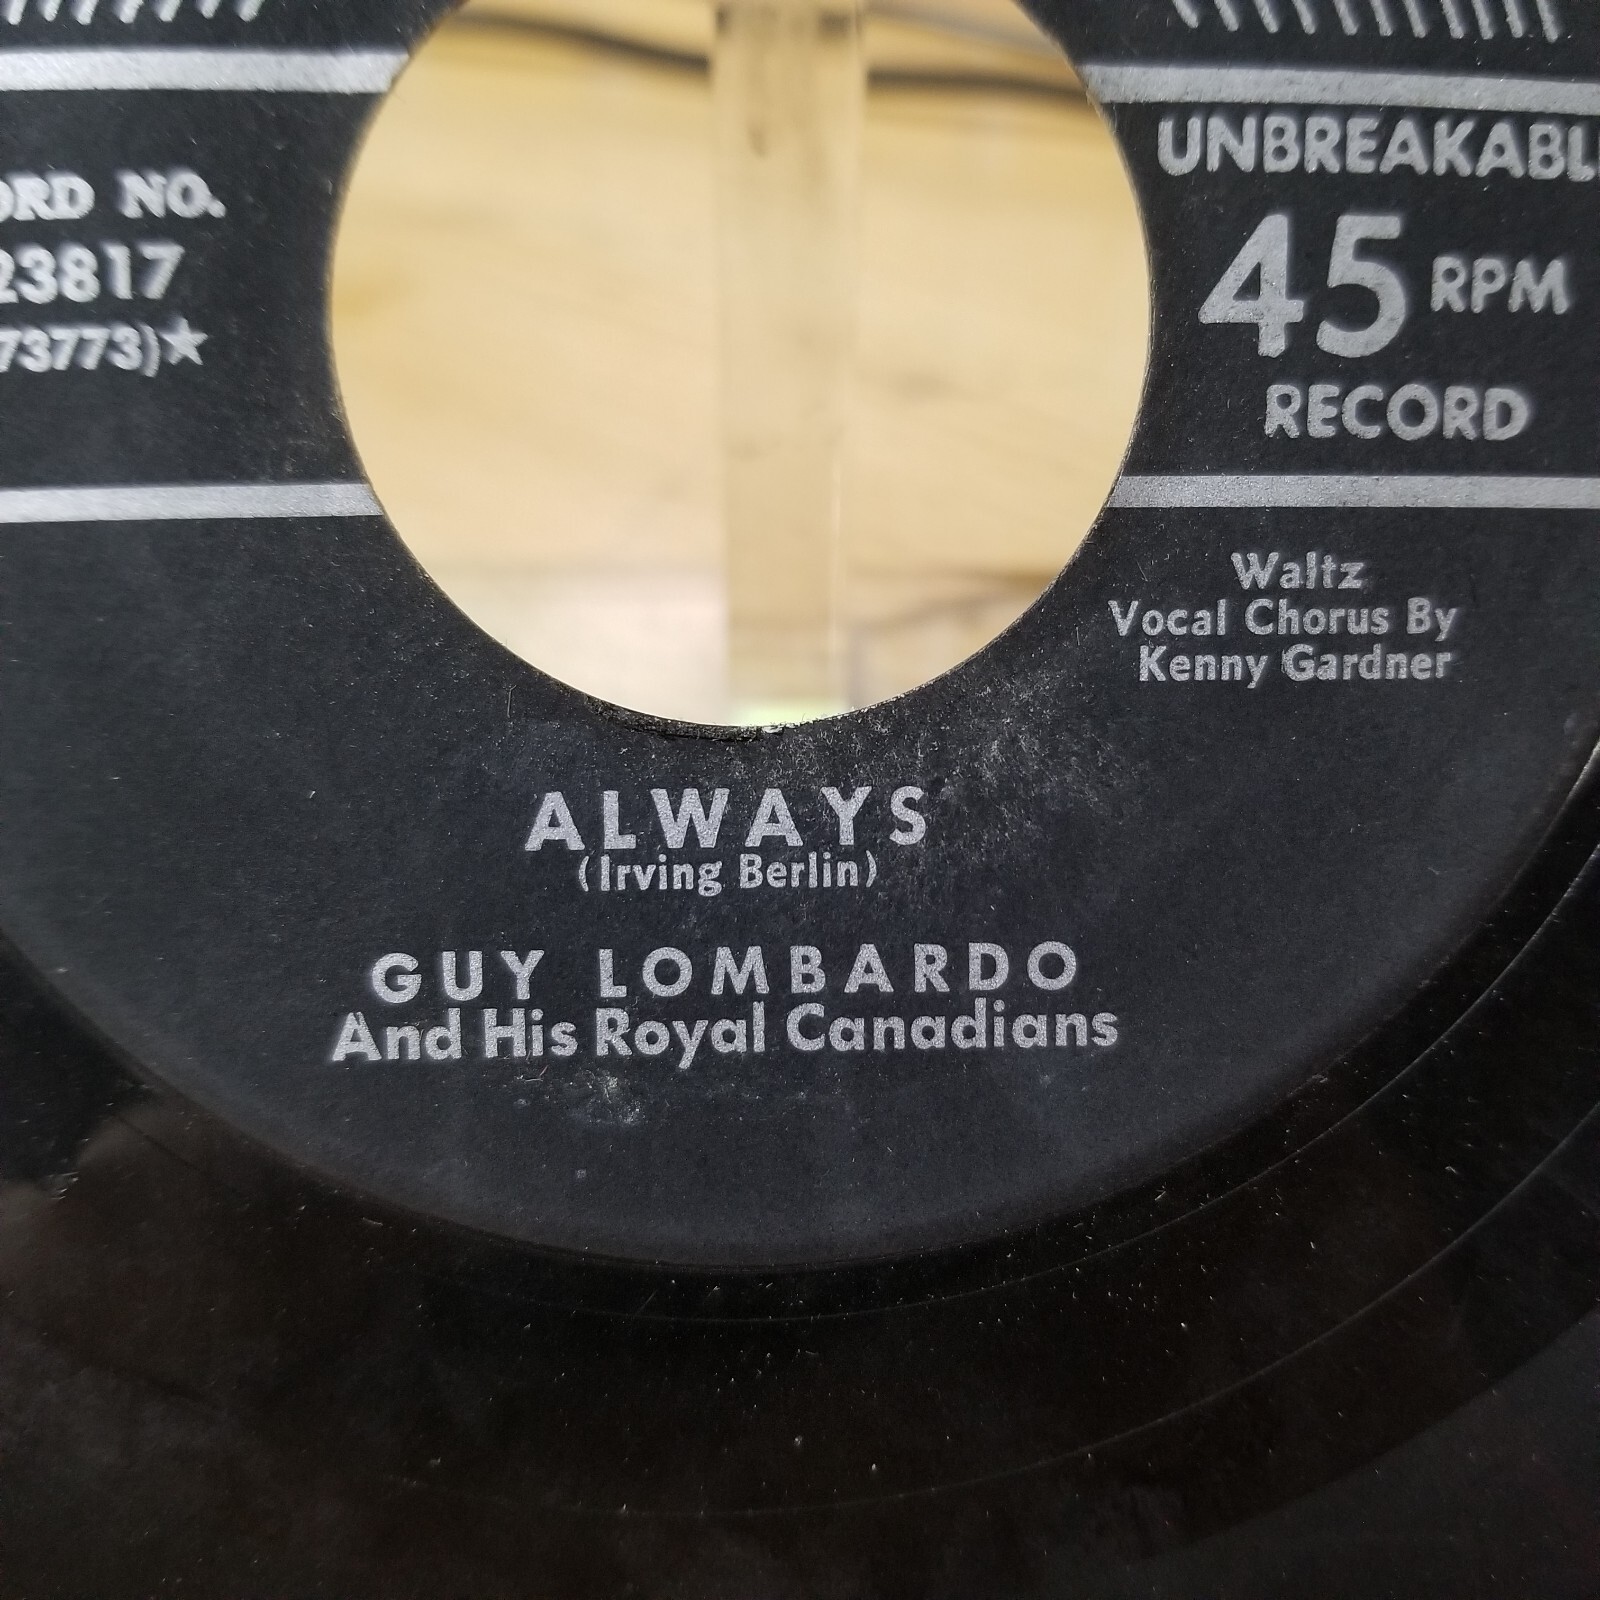 ORD NO.
23817
73773)★
UNBREAKABL
45 RPM
RECORD
Waltz
Vocal Chorus By
Kenny Gardner
ALWAYS
(Irving Berlin)
GUY LOMBARDO
And His Royal Canadians